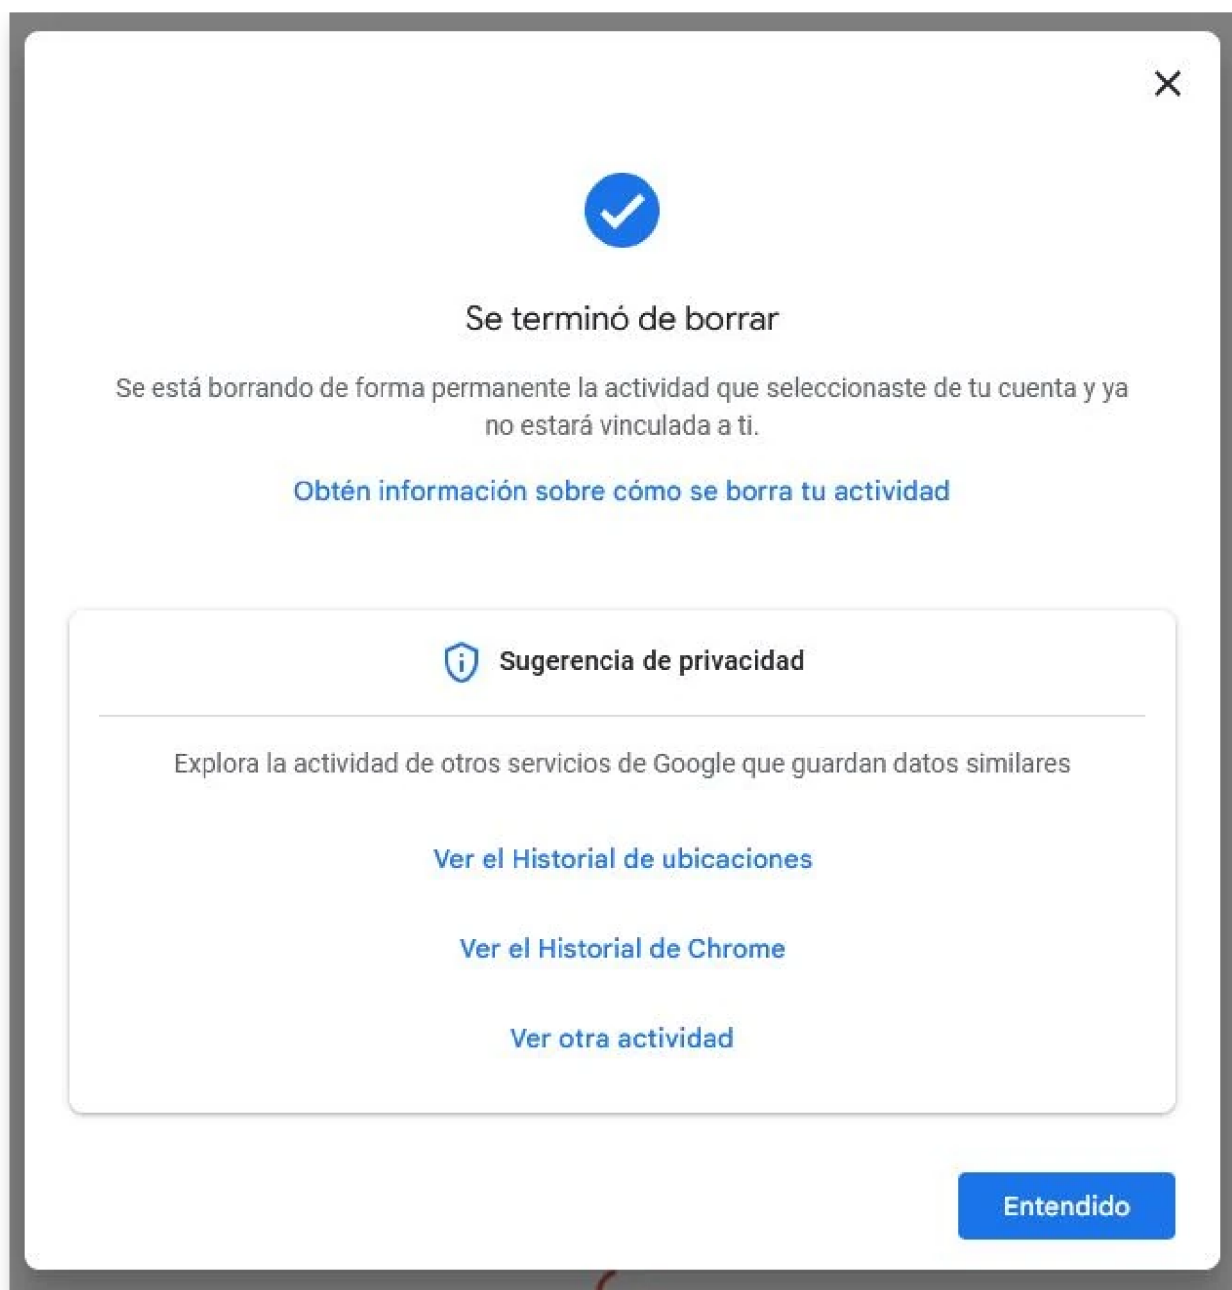 Se terminó de borrar
Se está borrando de forma permanente la actividad que seleccionaste de tu cuenta y ya
no estará vinculada a ti.
Obtén información sobre cómo se borra tu actividad
Sugerencia de privacidad
Explora la actividad de otros servicios de Google que guardan datos similares
Ver el Historial de ubicaciones
Ver el Historial de Chrome
Ver otra actividad
Entendido